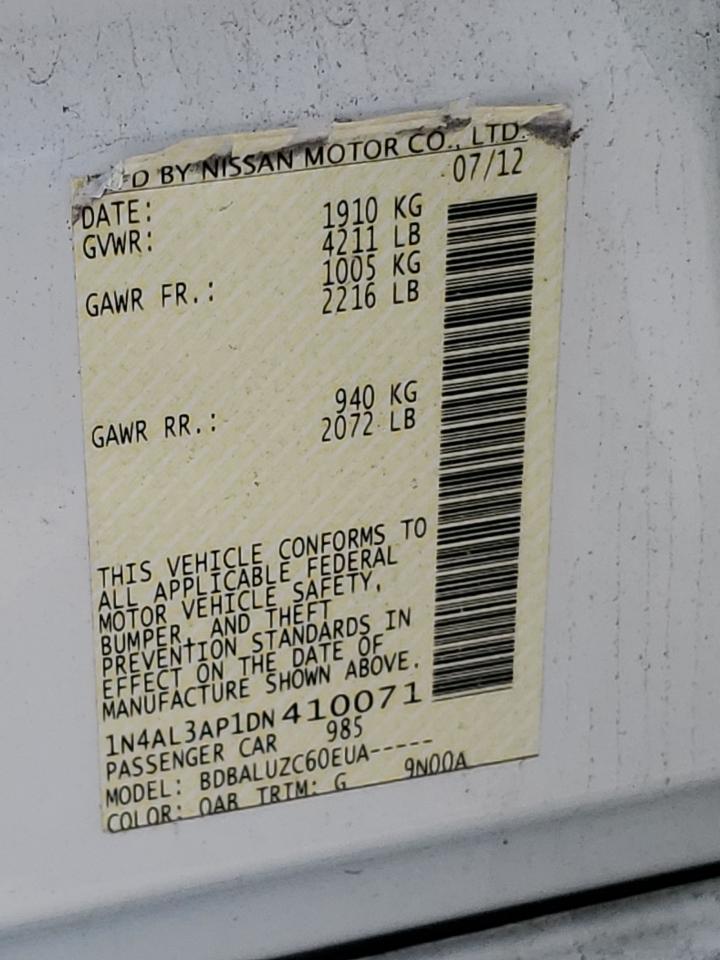 FD BY NISSAN MOTOR CO., LTD.
07/12
DATE:
1910 KG
GVWR: 4211 LB
1005 KG
GAWR FR.: 2216 LB
940 KG
GAWR RR.: 2072 LB
THIS VEHICLE CONFORMS TO
ALL APPLICABLE FEDERAL
MOTOR VEHICLE SAFETY,
BUMPER, AND THEFT
PREVENTION STANDARDS IN
EFFECT ON THE DATE OF
MANUFACTURE SHOWN ABOVE.
1N4AL3AP1DN410071
PASSENGER CAR 985
MODEL: BDBALUZC60EUA-----
COLOR: QAB TRIM: G 9N00A